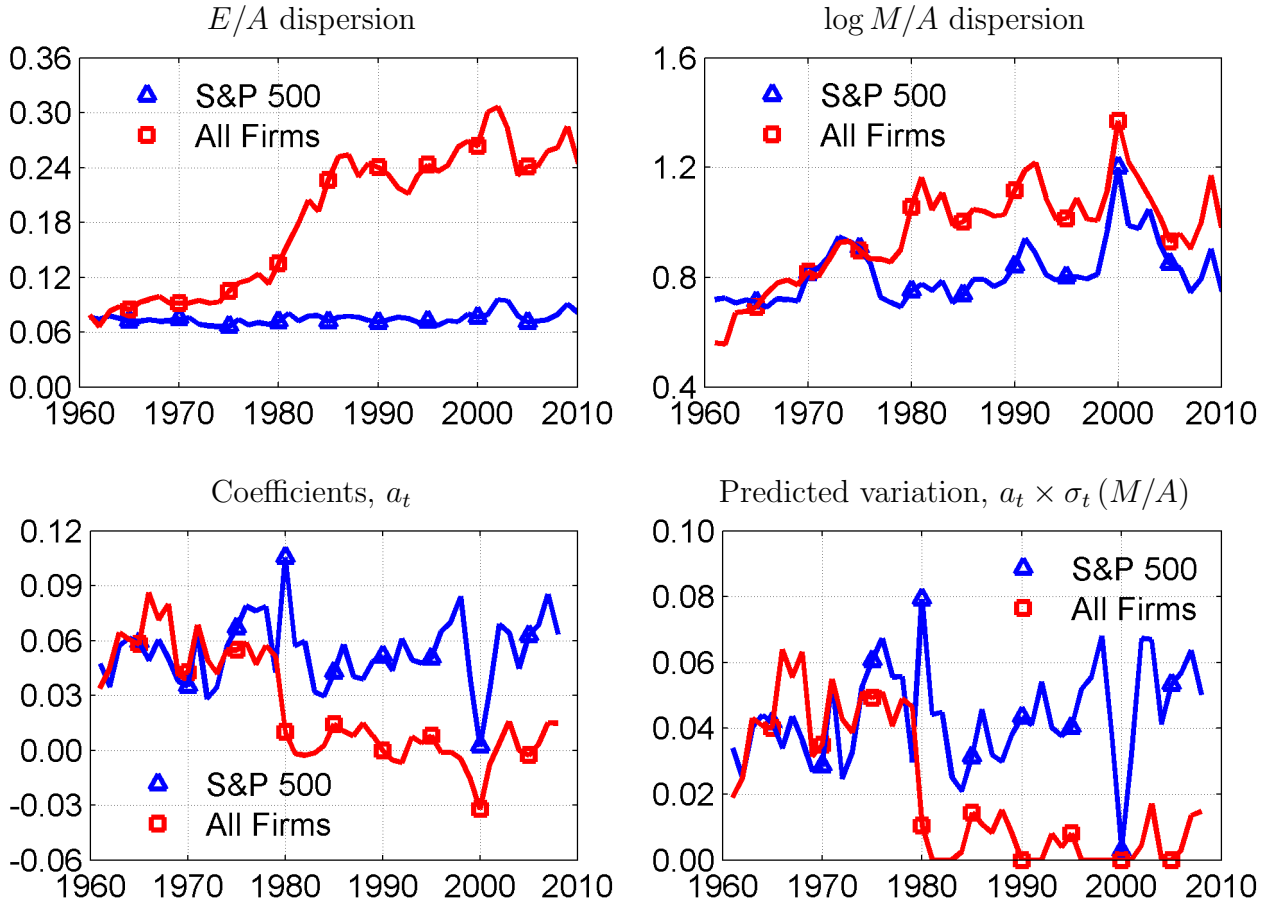 E/A dispersion
0.36
0.30
0.24
0.18
0.12
0.06
0.00
S&P 500
All Firms
1960 1970 1980 1990 2000 2010
log M/A dispersion
1.6
1.2
0.8
0.4
S&P 500
All Firms
1960 1970 1980 1990 2000 2010
Coefficients, a_t
0.12
0.09
0.06
0.03
0.00
-0.03
-0.06
S&P 500
All Firms
1960 1970 1980 1990 2000 2010
Predicted variation, a_t × σ_t (M/A)
0.10
0.08
0.06
0.04
0.02
0.00
S&P 500
All Firms
1960 1970 1980 1990 2000 2010